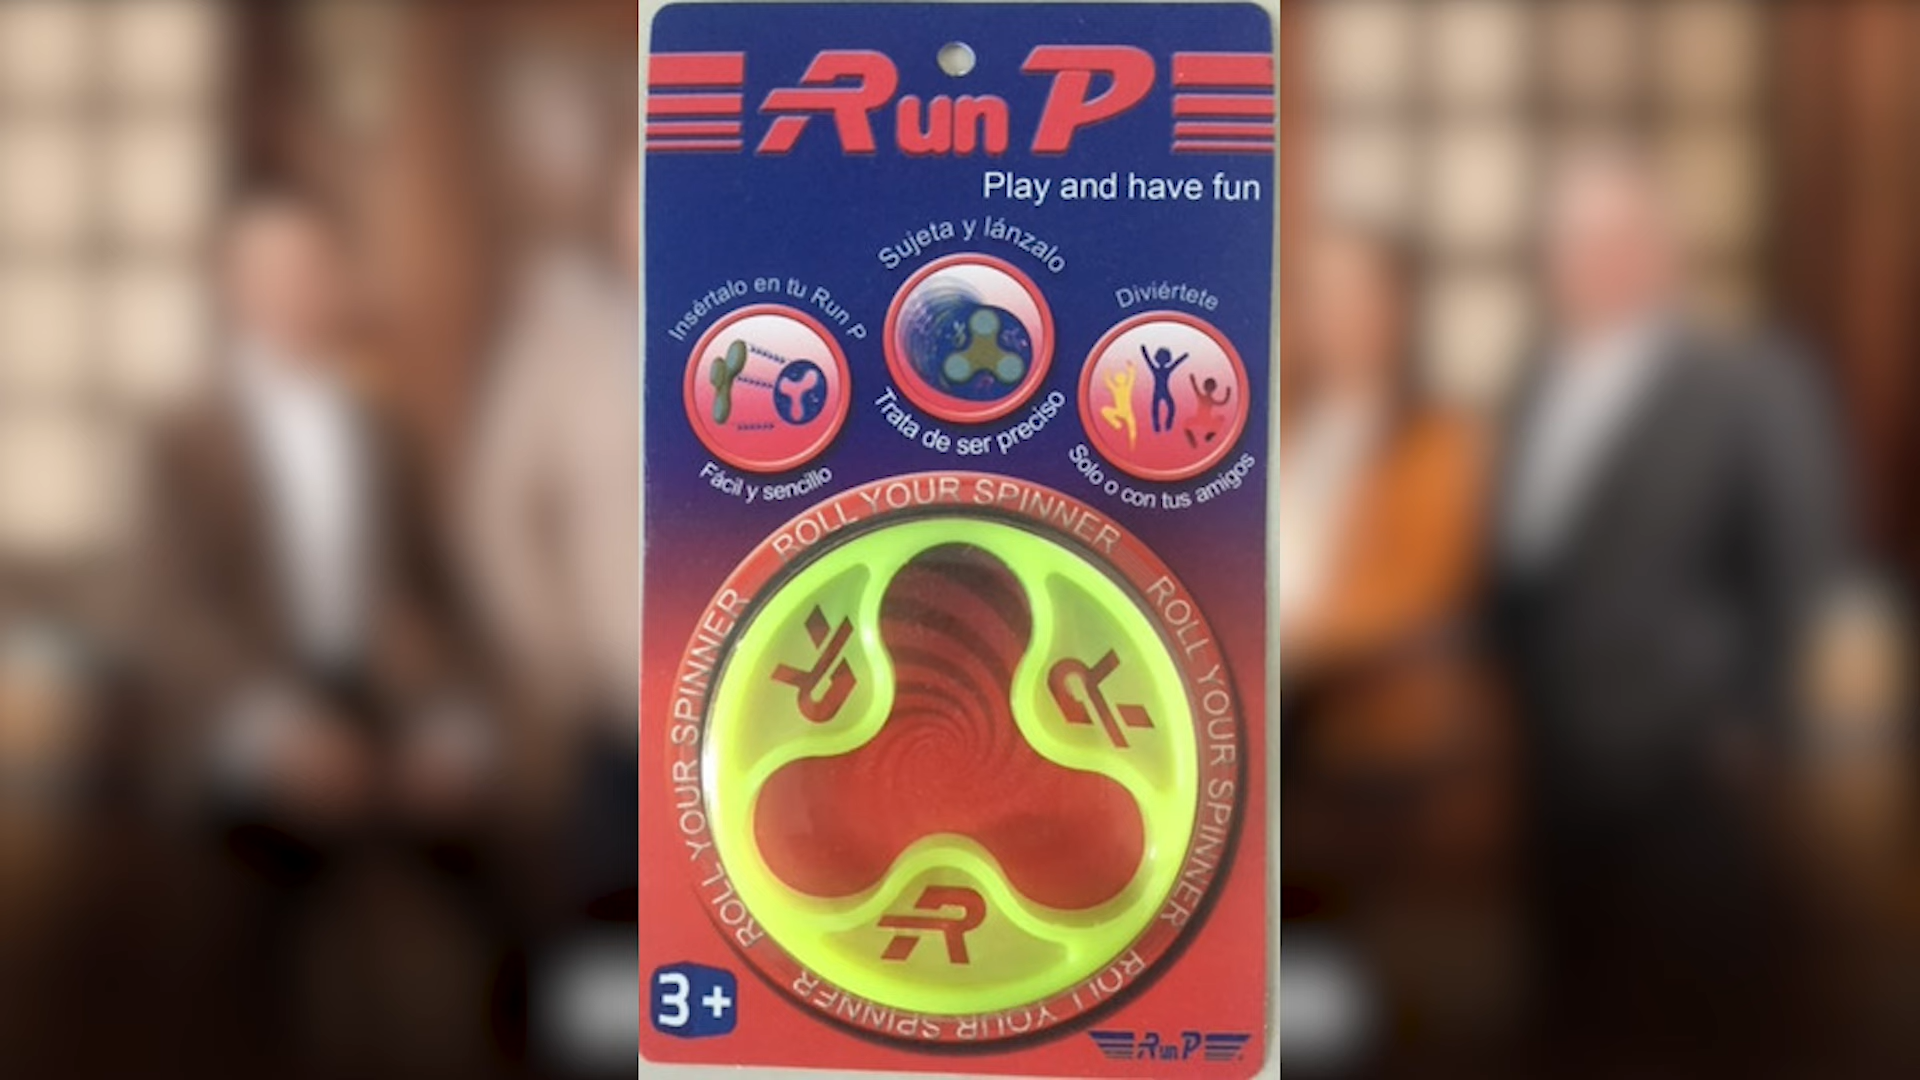 Run P
Play and have fun
Insértalo en tu Run P
Fácil y sencillo
Sujeta y lánzalo
Trata de ser preciso
Diviértete
Solo o con tus amigos
ROLL YOUR SPINNER
ROLL YOUR SPINNER
ROLL YOUR SPINNER
ROLL YOUR SPINNER
R
R
R
3+
Run P